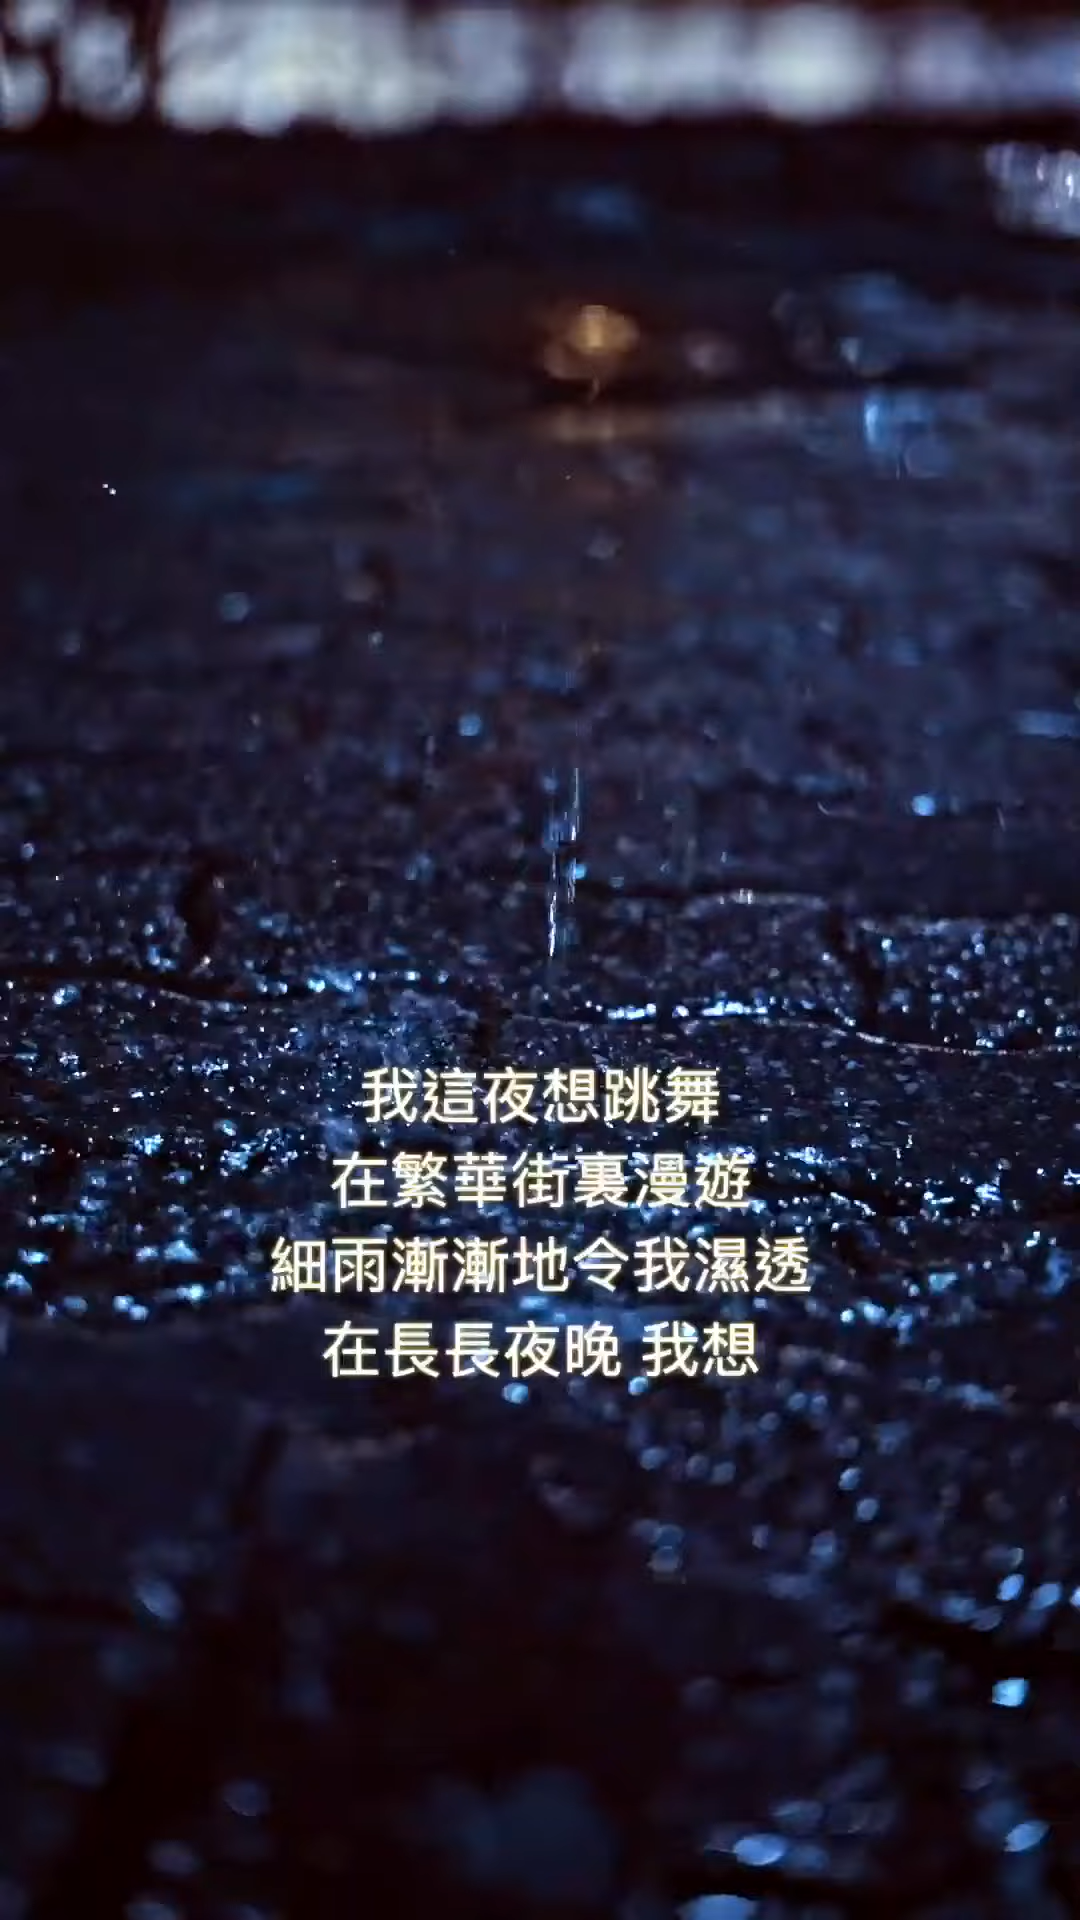 我這夜想跳舞
在繁華街裏漫遊
細雨漸漸地令我濕透
在長長夜晚 我想